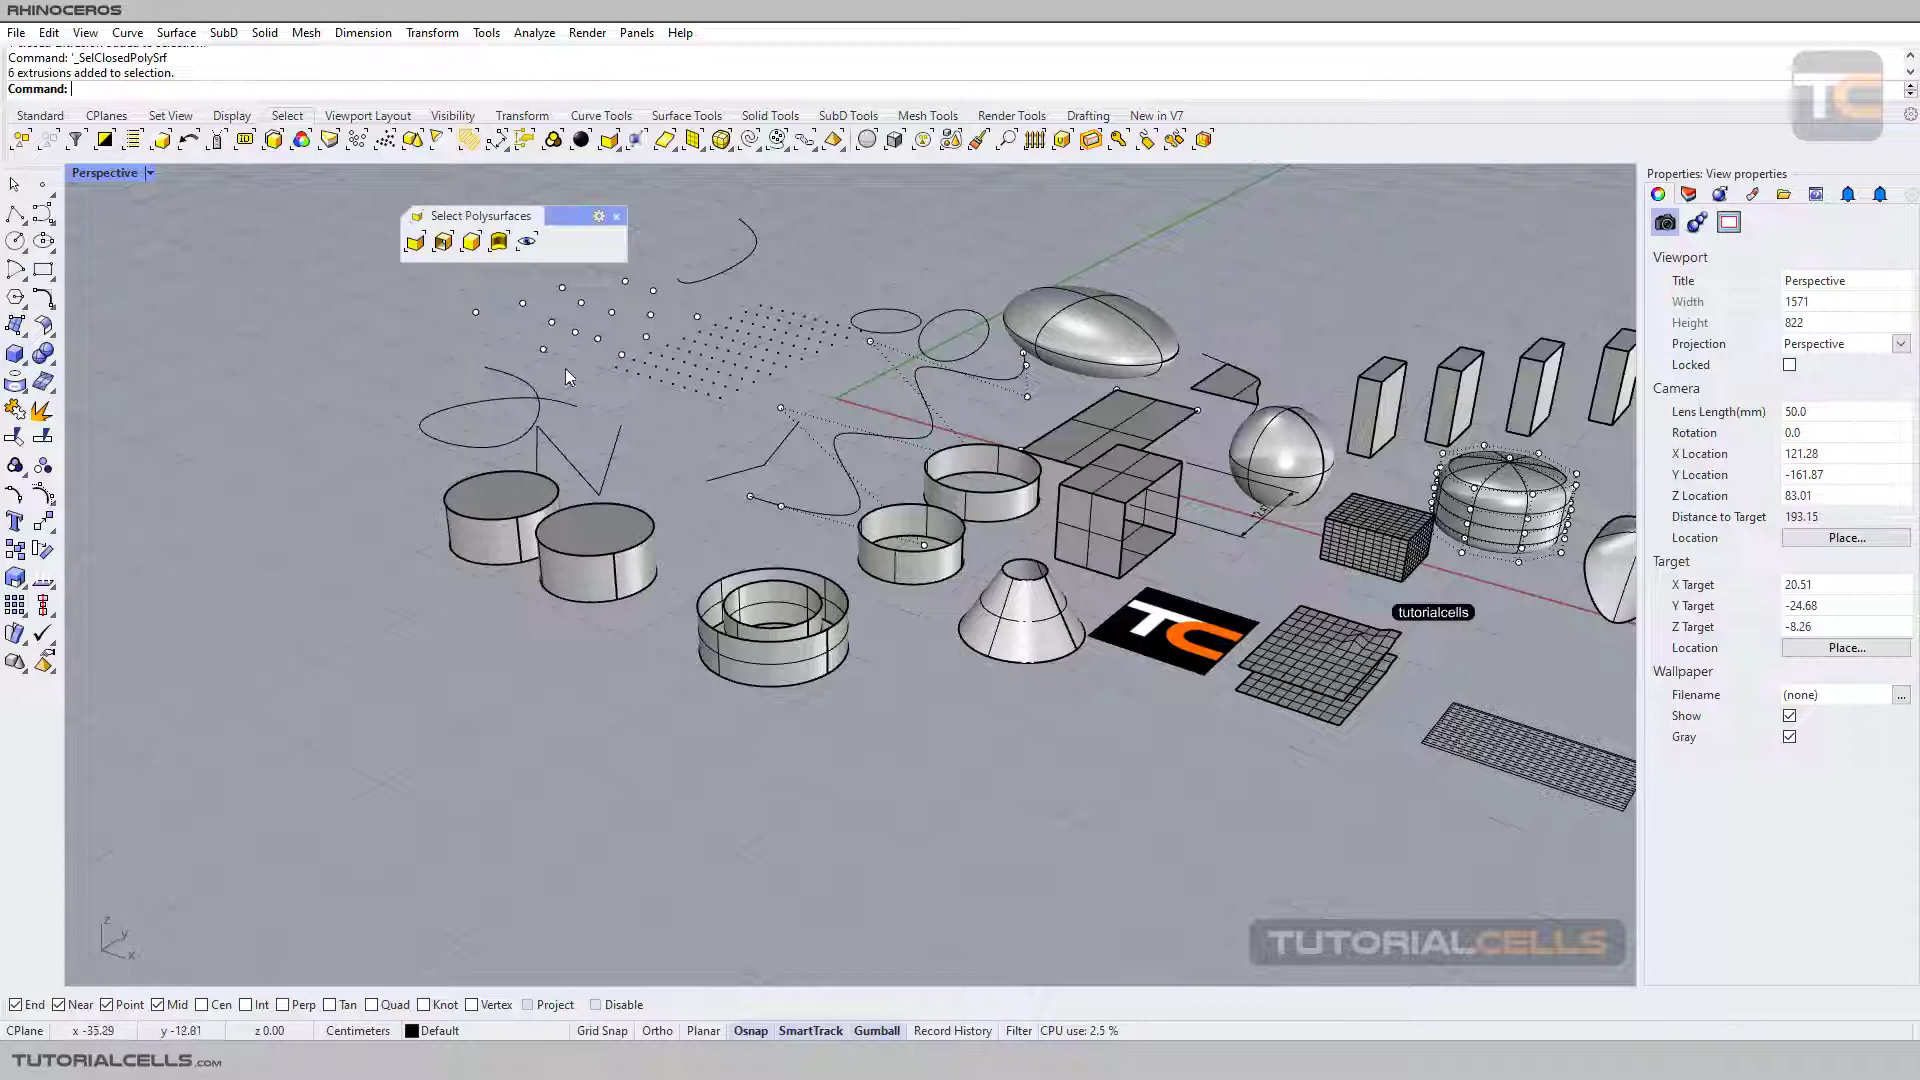 RHINOCEROS
File Edit View Curve Surface SubD Solid Mesh Dimension Transform Tools Analyze Render Panels Help
Command: '_SelClosedPolySrf
6 extrusions added to selection.
Command:
TC
Standard CPlanes Set View Display Select Viewport Layout Visibility Transform Curve Tools Surface Tools Solid Tools SubD Tools Mesh Tools Render Tools Drafting New in V7
Perspective
Select Polysurfaces
Properties: View properties
Viewport
Title Perspective
Width 1571
Height 822
Projection Perspective
Locked
Camera
Lens Length(mm) 50.0
Rotation 0.0
X Location 121.28
Y Location -161.87
Z Location 83.01
Distance to Target 193.15
Location Place...
Target
X Target 20.51
Y Target -24.68
Z Target -8.26
Location Place...
Wallpaper
Filename (none) ...
Show
Gray
TC
tutorialcells
z
y
x
TUTORIALCELLS
End Near Point Mid Cen Int Perp Tan Quad Knot Vertex Project Disable
CPlane x -35.29 y -12.81 z 0.00 Centimeters Default Grid Snap Ortho Planar Osnap SmartTrack Gumball Record History Filter CPU use: 2.5 %
TUTORIALCELLS.COM